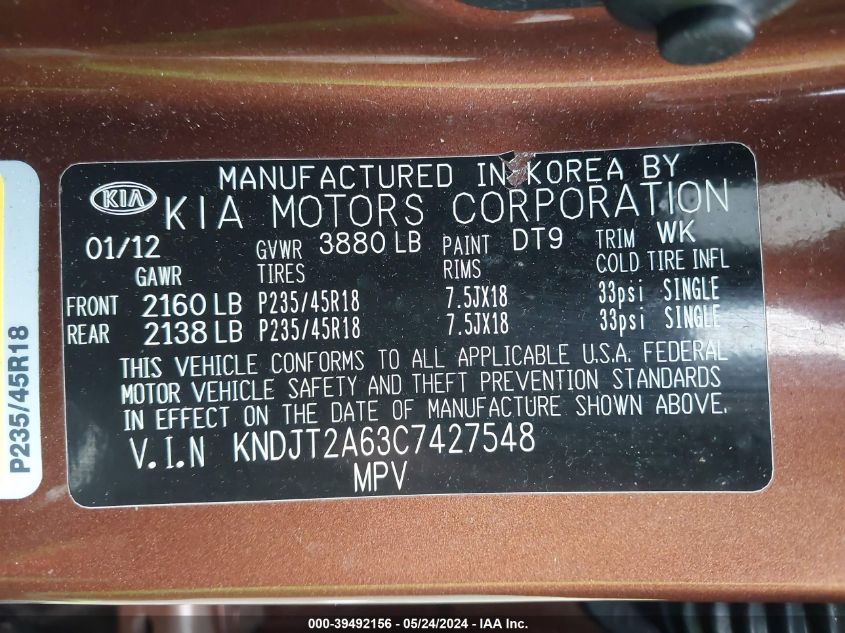 MANUFACTURED IN KOREA BY
KIA KIA MOTORS CORPORATION
01/12 GVWR 3880 LB PAINT DT9 TRIM WK
GAWR TIRES RIMS COLD TIRE INFL
FRONT 2160 LB P235/45R18 7.5JX18 33psi SINGLE
REAR 2138 LB P235/45R18 7.5JX18 33psi SINGLE
THIS VEHICLE CONFORMS TO ALL APPLICABLE U.S.A. FEDERAL
MOTOR VEHICLE SAFETY AND THEFT PREVENTION STANDARDS
IN EFFECT ON THE DATE OF MANUFACTURE SHOWN ABOVE.
V.I.N KNDJT2A63C7427548
MPV
P235/45R18
000-39492156 - 05/24/2024 - IAA Inc.